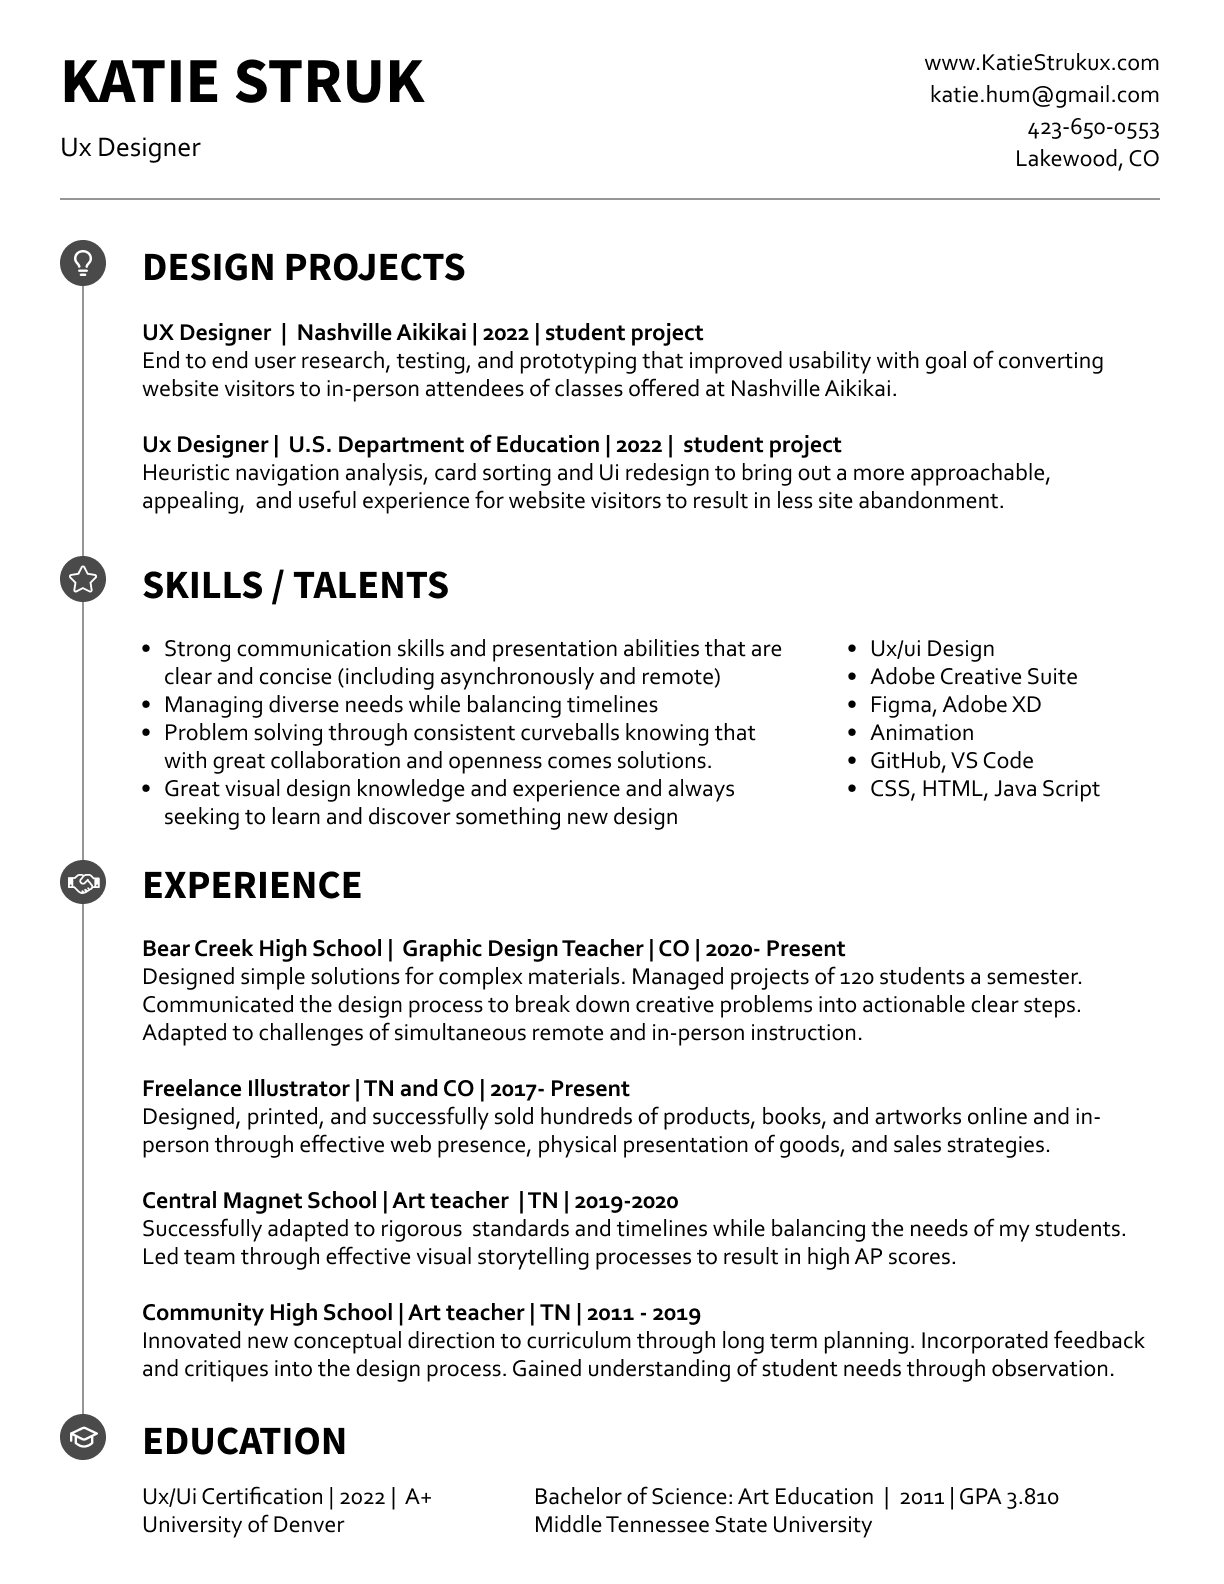 KATIE STRUK
Ux Designer
www.KatieStrukux.com
katie.hum@gmail.com
423-650-0553
Lakewood, CO
DESIGN PROJECTS
UX Designer | Nashville Aikikai | 2022 | student project
End to end user research, testing, and prototyping that improved usability with goal of converting
website visitors to in-person attendees of classes offered at Nashville Aikikai.
Ux Designer | U.S. Department of Education | 2022 | student project
Heuristic navigation analysis, card sorting and Ui redesign to bring out a more approachable,
appealing, and useful experience for website visitors to result in less site abandonment.
SKILLS / TALENTS
• Strong communication skills and presentation abilities that are
clear and concise (including asynchronously and remote)
• Managing diverse needs while balancing timelines
• Problem solving through consistent curveballs knowing that
with great collaboration and openness comes solutions.
• Great visual design knowledge and experience and always
seeking to learn and discover something new design
• Ux/ui Design
• Adobe Creative Suite
• Figma, Adobe XD
• Animation
• GitHub, VS Code
• CSS, HTML, Java Script
EXPERIENCE
Bear Creek High School | Graphic Design Teacher | CO | 2020- Present
Designed simple solutions for complex materials. Managed projects of 120 students a semester.
Communicated the design process to break down creative problems into actionable clear steps.
Adapted to challenges of simultaneous remote and in-person instruction.
Freelance Illustrator | TN and CO | 2017- Present
Designed, printed, and successfully sold hundreds of products, books, and artworks online and in-
person through effective web presence, physical presentation of goods, and sales strategies.
Central Magnet School | Art teacher | TN | 2019-2020
Successfully adapted to rigorous standards and timelines while balancing the needs of my students.
Led team through effective visual storytelling processes to result in high AP scores.
Community High School | Art teacher | TN | 2011 - 2019
Innovated new conceptual direction to curriculum through long term planning. Incorporated feedback
and critiques into the design process. Gained understanding of student needs through observation.
EDUCATION
Ux/Ui Certification | 2022 | A+
University of Denver
Bachelor of Science: Art Education | 2011 | GPA 3.810
Middle Tennessee State University